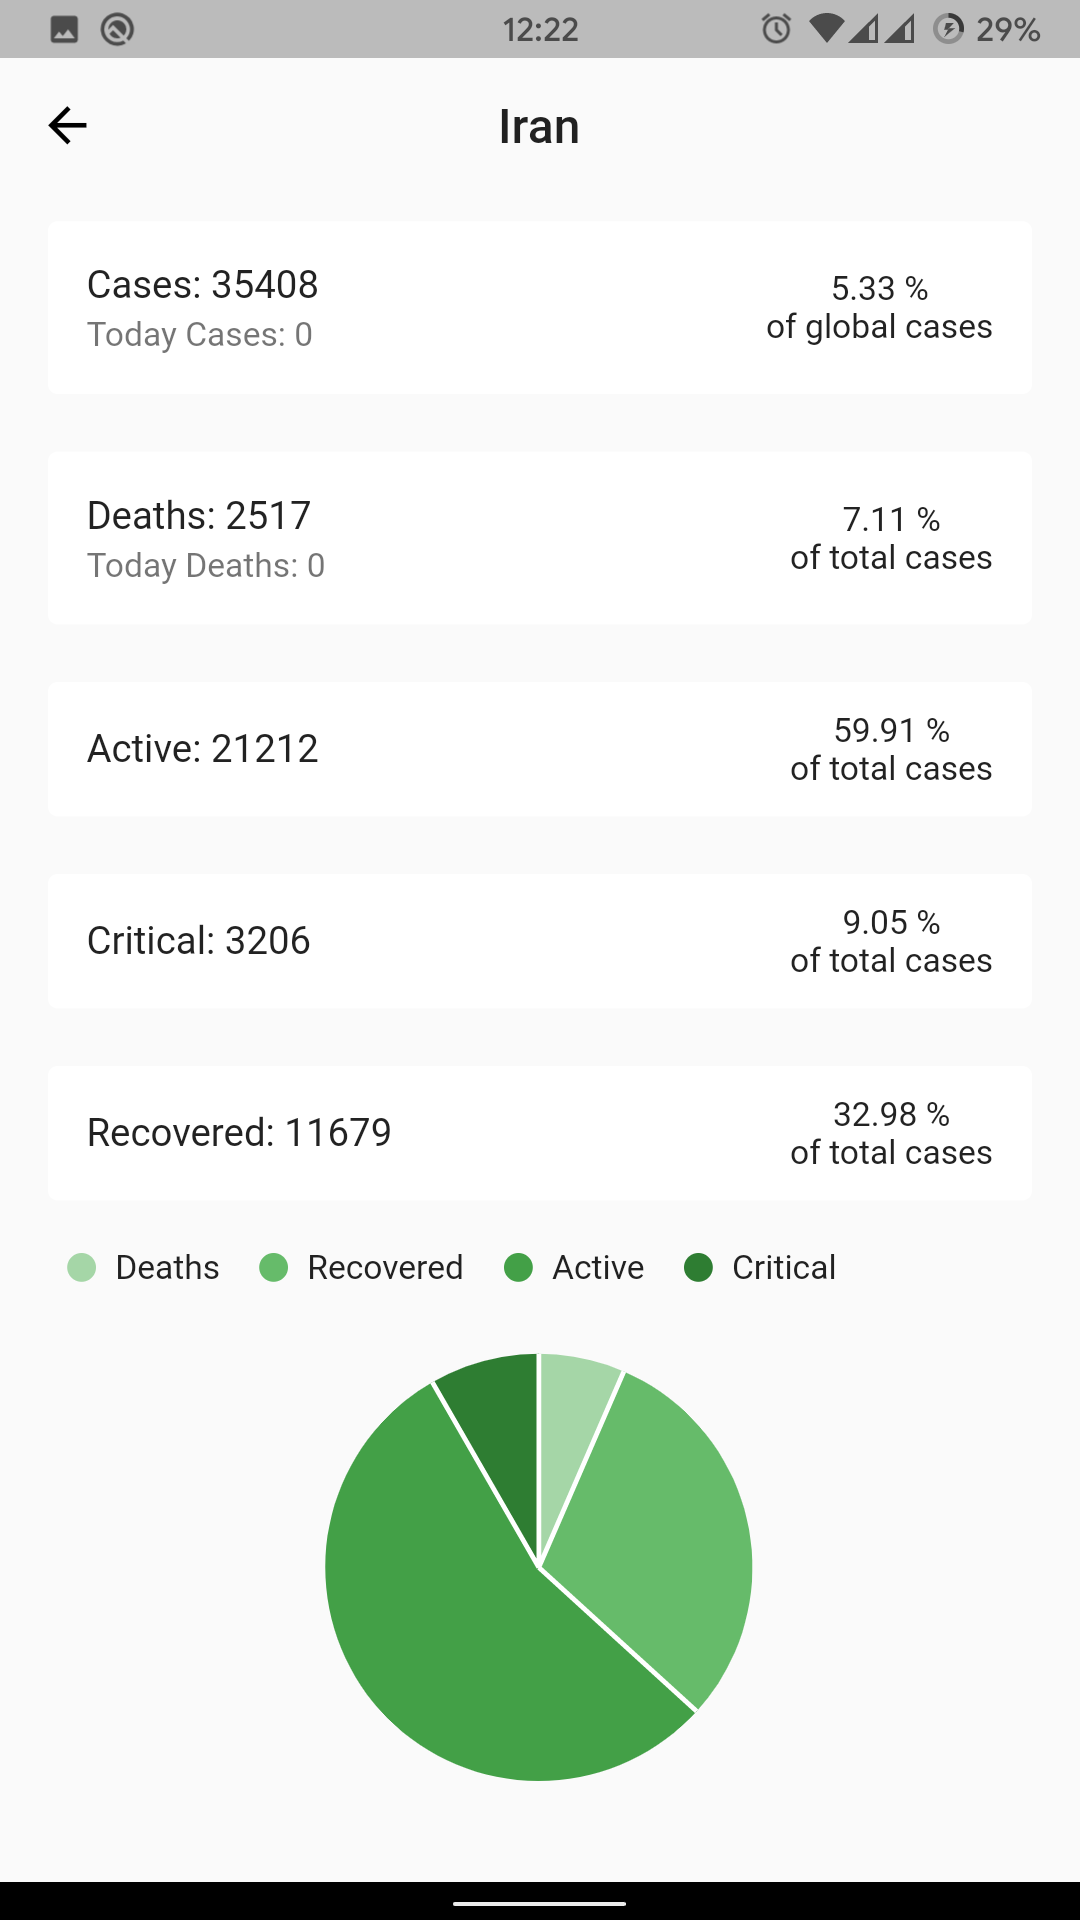 12:22
29%
Iran
Cases: 35408
Today Cases: 0
5.33 %
of global cases
Deaths: 2517
Today Deaths: 0
7.11 %
of total cases
Active: 21212
59.91 %
of total cases
Critical: 3206
9.05 %
of total cases
Recovered: 11679
32.98 %
of total cases
Deaths Recovered Active Critical